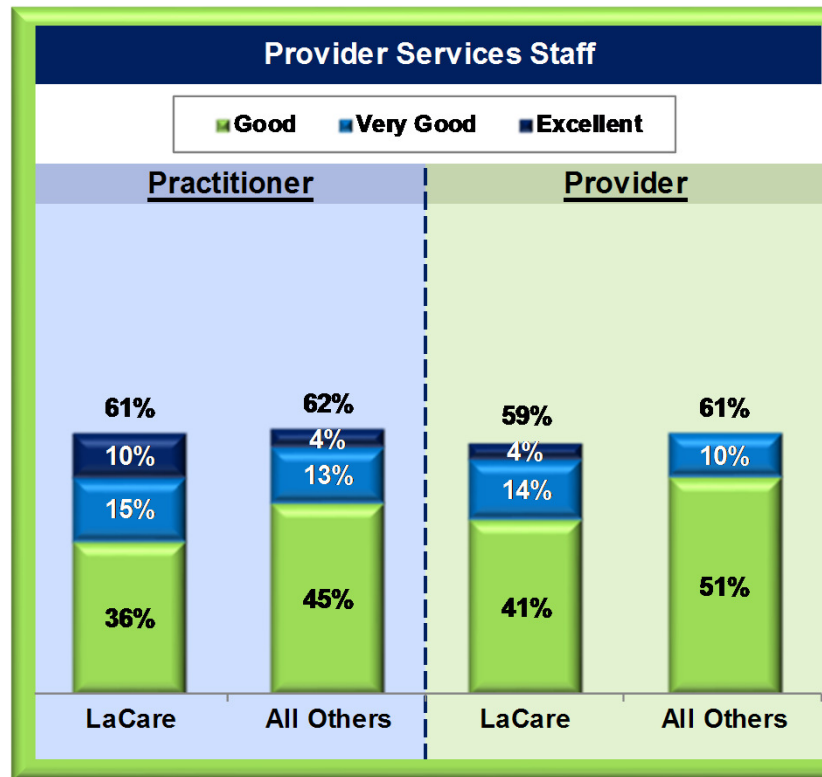 Provider Services Staff
Good Very Good Excellent
Practitioner Provider
61% 62% 59% 61%
10% 4% 4%
15% 13% 14% 10%
36% 45% 41% 51%
LaCare All Others LaCare All Others